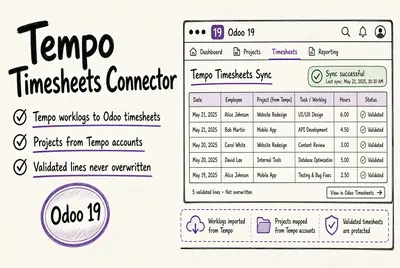 Tempo
Timesheets Connector
Tempo worklogs to Odoo timesheets
Projects from Tempo accounts
Validated lines never overwritten
Odoo 19
19 Odoo 19
Dashboard Projects Timesheets Reporting
Tempo Timesheets Sync
Sync successful
Last sync: May 21, 2025, 10:30 AM
Date Employee Project (from Tempo) Task / Worklog Hours Status
May 21, 2025 Alice Johnson Website Redesign UI/UX Design 6.00 Validated
May 21, 2025 Bob Martin Mobile App API Development 4.50 Validated
May 20, 2025 Carol White Website Redesign Content Review 3.00 Validated
May 20, 2025 David Lee Internal Tools Database Optimization 5.00 Validated
May 19, 2025 Alice Johnson Mobile App Testing & Bug Fixes 2.50 Validated
5 validated lines • Not overwritten
View in Odoo Timesheets
Worklogs imported
from Tempo
Projects mapped
from Tempo accounts
Validated timesheets
are protected